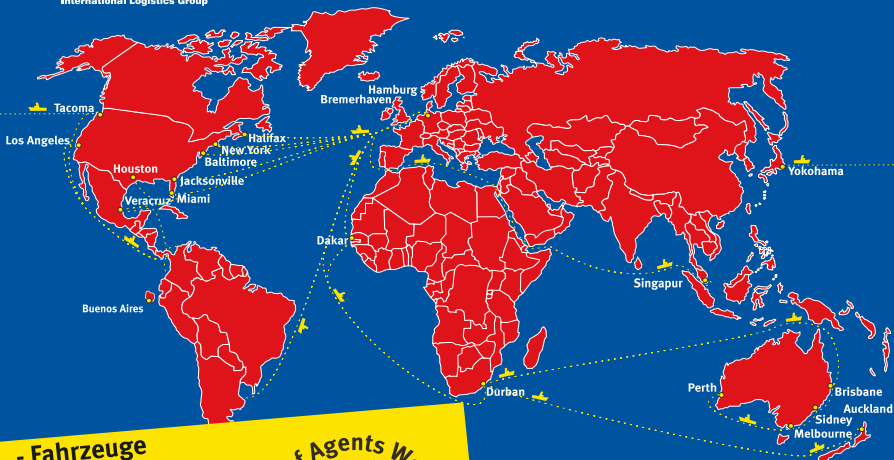 International Logistics Group
Hamburg
Bremerhaven
Tacoma
Los Angeles
Halifax
New York
Baltimore
Houston
Jacksonville
Veracruz
Miami
Yokohama
Dakar
Singapur
Buenos Aires
Durban
Perth
Brisbane
Auckland
Sidney
Melbourne
- Fahrzeuge
Agents